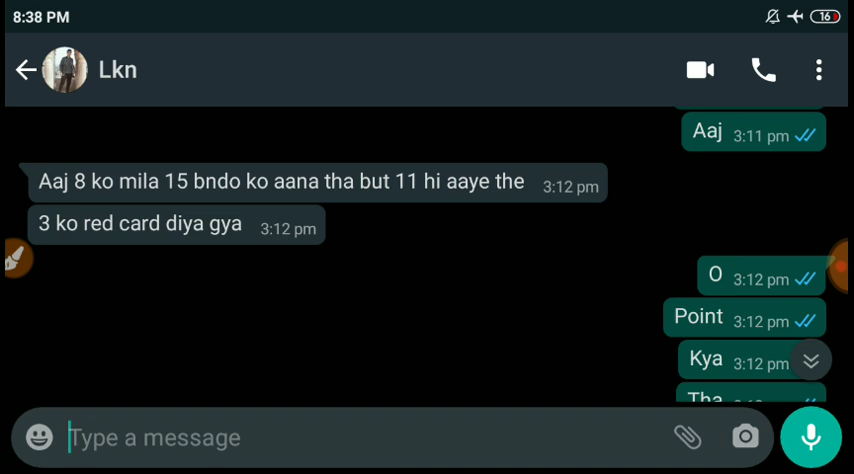 8:38 PM
16
Lkn
Aaj 3:11 pm
Aaj 8 ko mila 15 bndo ko aana tha but 11 hi aaye the 3:12 pm
3 ko red card diya gya 3:12 pm
O 3:12 pm
Point 3:12 pm
Kya 3:12 pm
Tha
Type a message